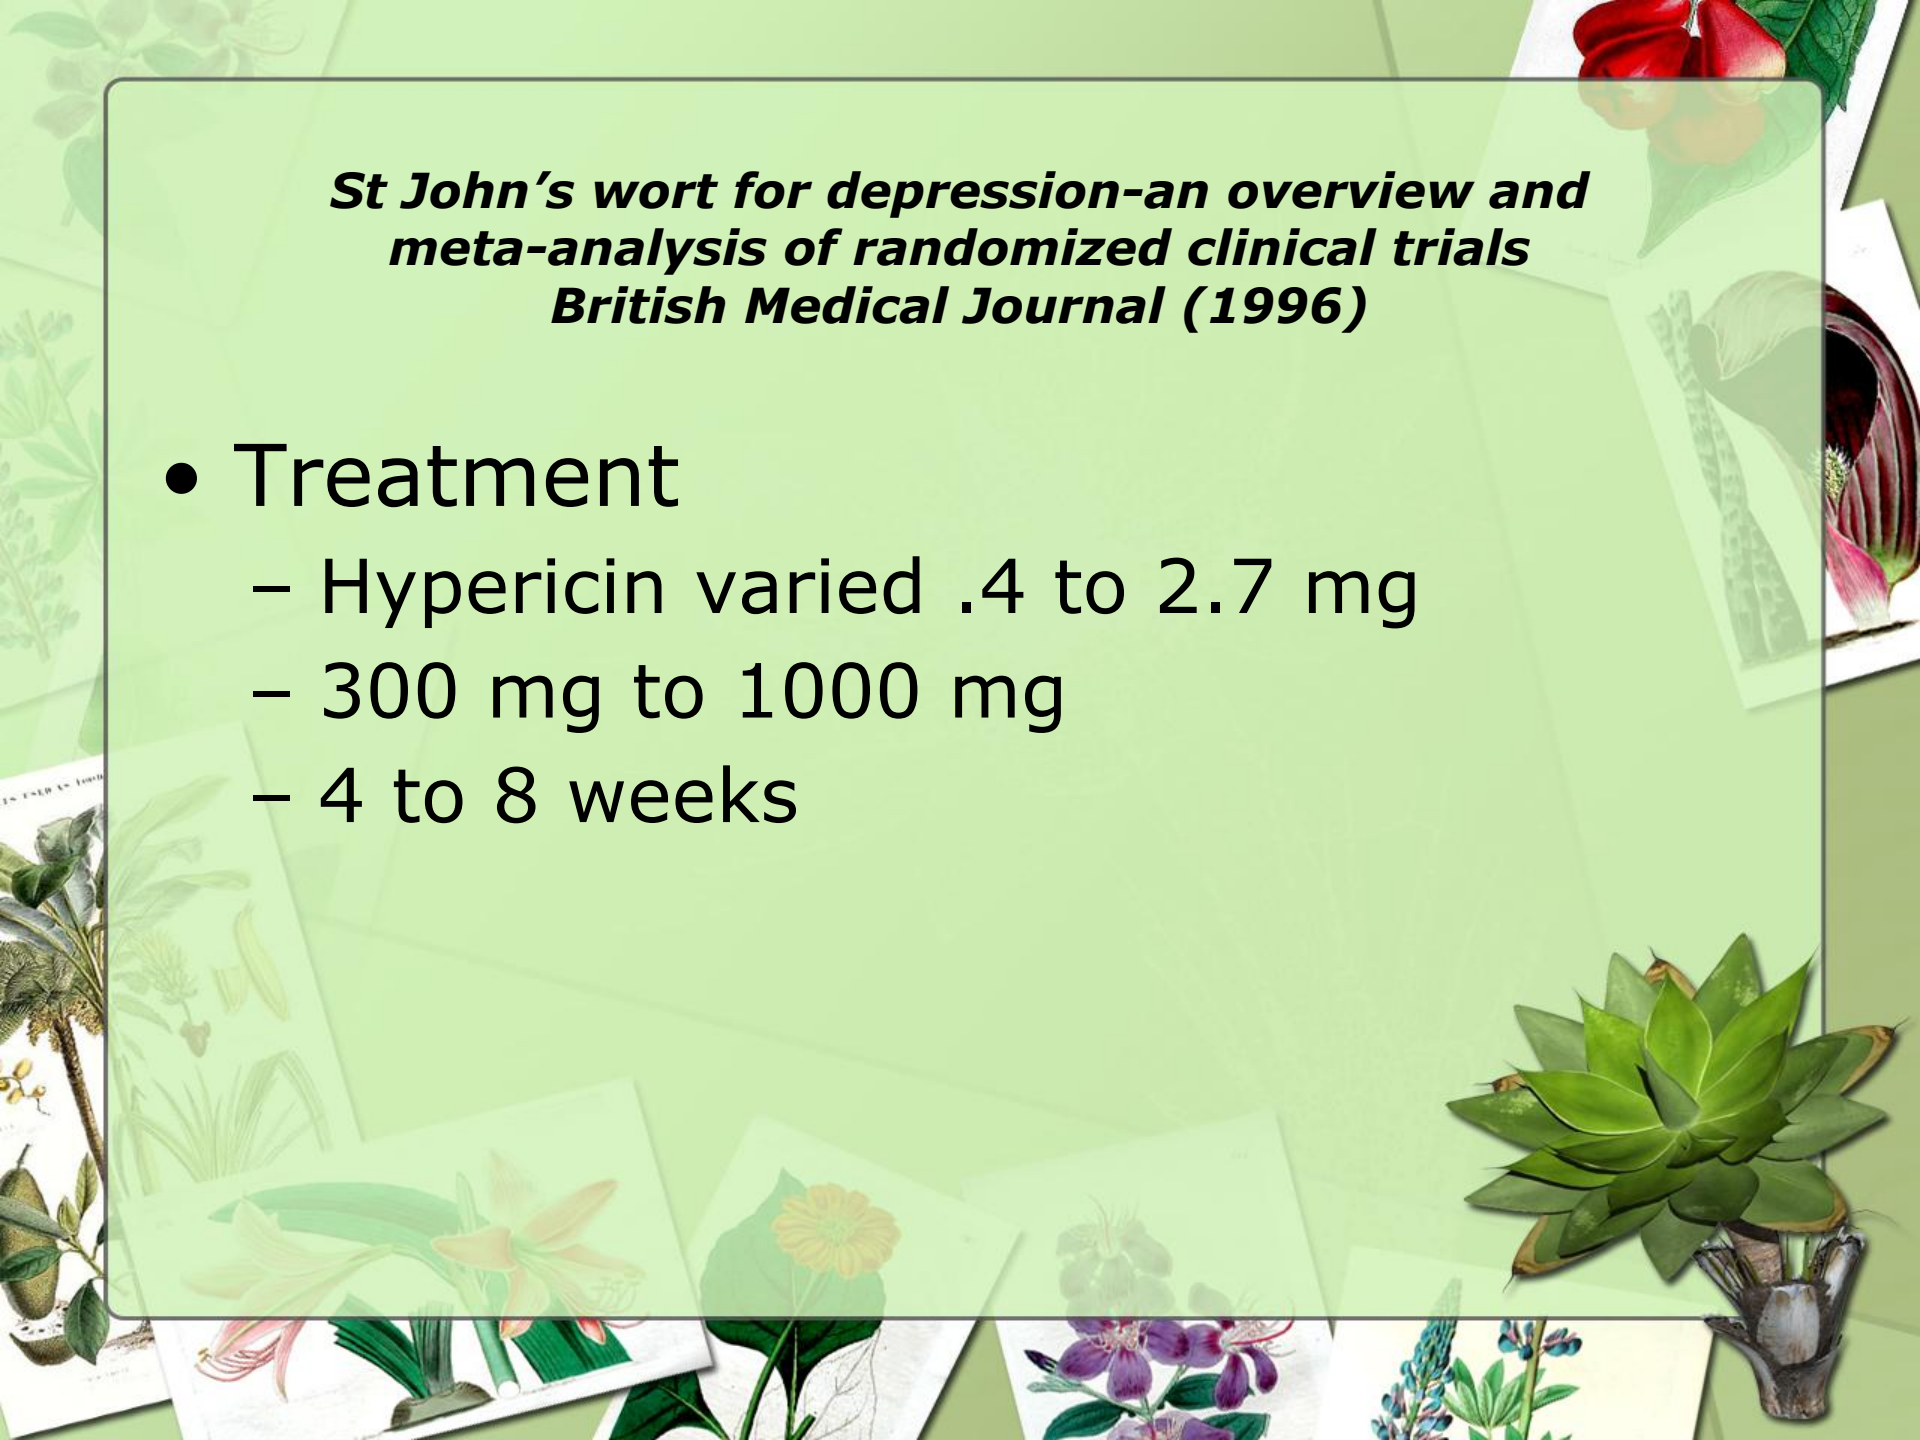 St John’s wort for depression-an overview and
meta-analysis of randomized clinical trials
British Medical Journal (1996)
• Treatment
– Hypericin varied .4 to 2.7 mg
– 300 mg to 1000 mg
– 4 to 8 weeks